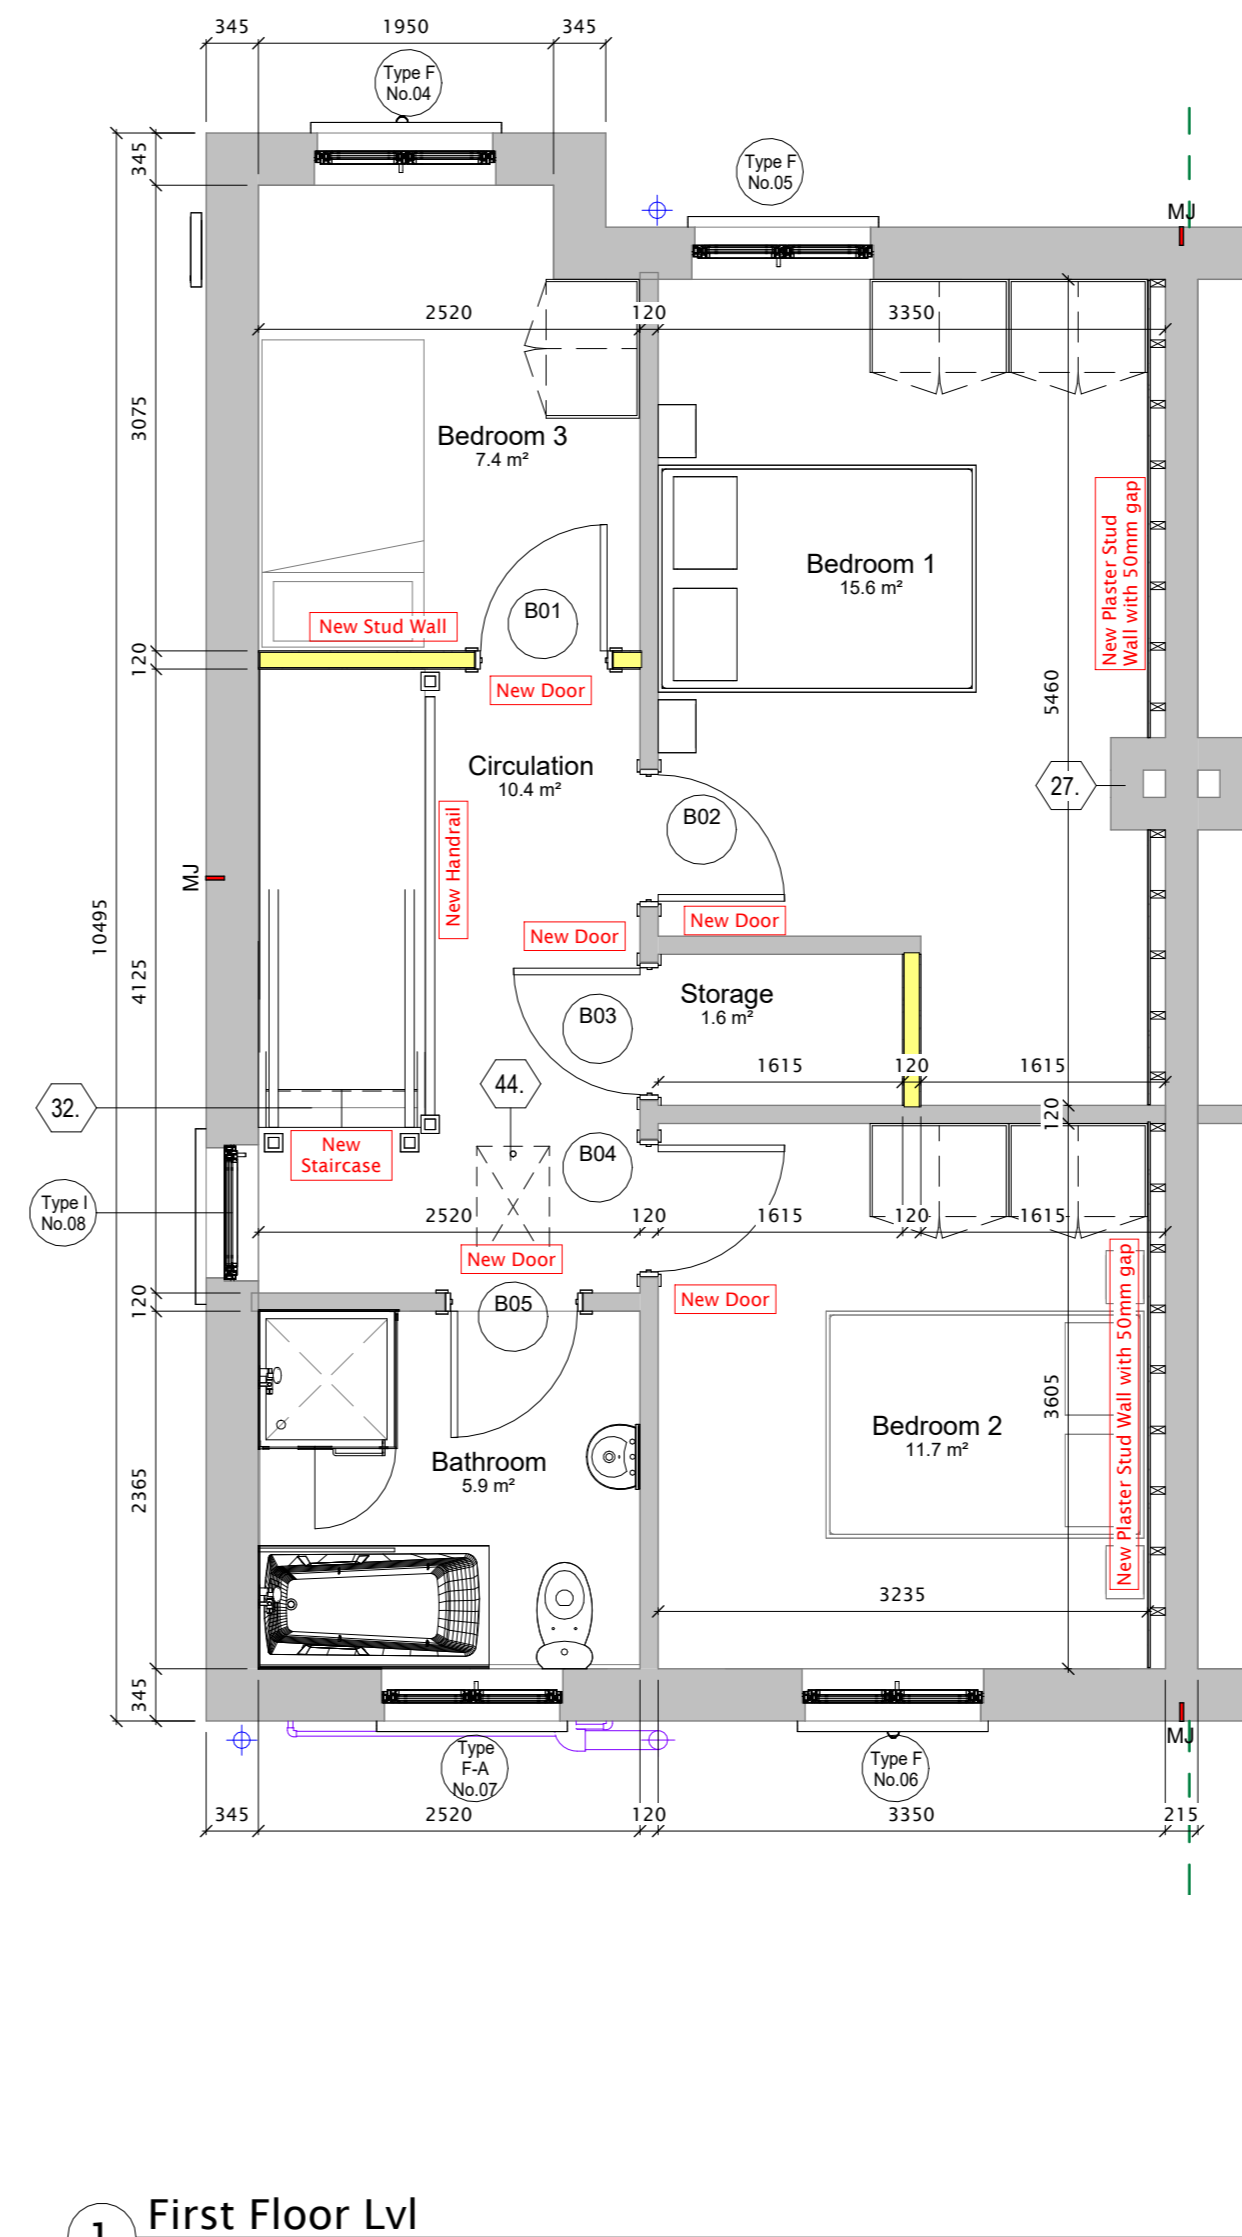 345
1950
345
Type F
No.04
Type F
No.05
MJ
345
2520
120
3350
3075
Bedroom 3
7.4 m²
Bedroom 1
15.6 m²
New Plaster Stud
Wall with 50mm gap
B01
New Stud Wall
120
New Door
5460
Circulation
10.4 m²
27.
B02
New Handrail
MJ
10495
New Door
New Door
4125
Storage
1.6 m²
B03
1615
120
1615
44.
32.
120
New
Staircase
B04
Type I
No.08
2520
120
1615
120
1615
New Door
New Door
120
B05
New Plaster Stud Wall with 50mm gap
3605
Bedroom 2
11.7 m²
Bathroom
5.9 m²
2365
3235
345
MJ
Type
F-A
No.07
Type F
No.06
345
2520
120
3350
215
1
First Floor Lvl